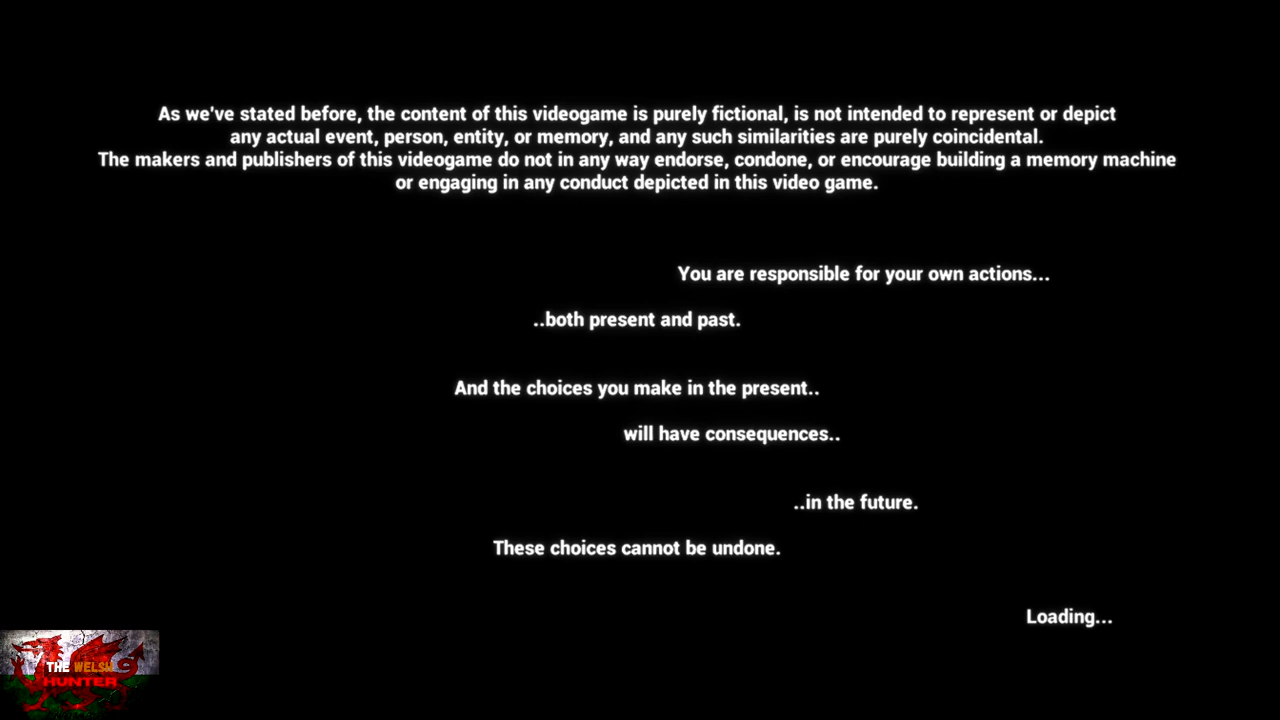 As we've stated before, the content of this videogame is purely fictional, is not intended to represent or depict
any actual event, person, entity, or memory, and any such similarities are purely coincidental.
The makers and publishers of this videogame do not in any way endorse, condone, or encourage building a memory machine
or engaging in any conduct depicted in this video game.
You are responsible for your own actions...
..both present and past.
And the choices you make in the present..
will have consequences..
..in the future.
These choices cannot be undone.
Loading...
THE WELSH
HUNTER